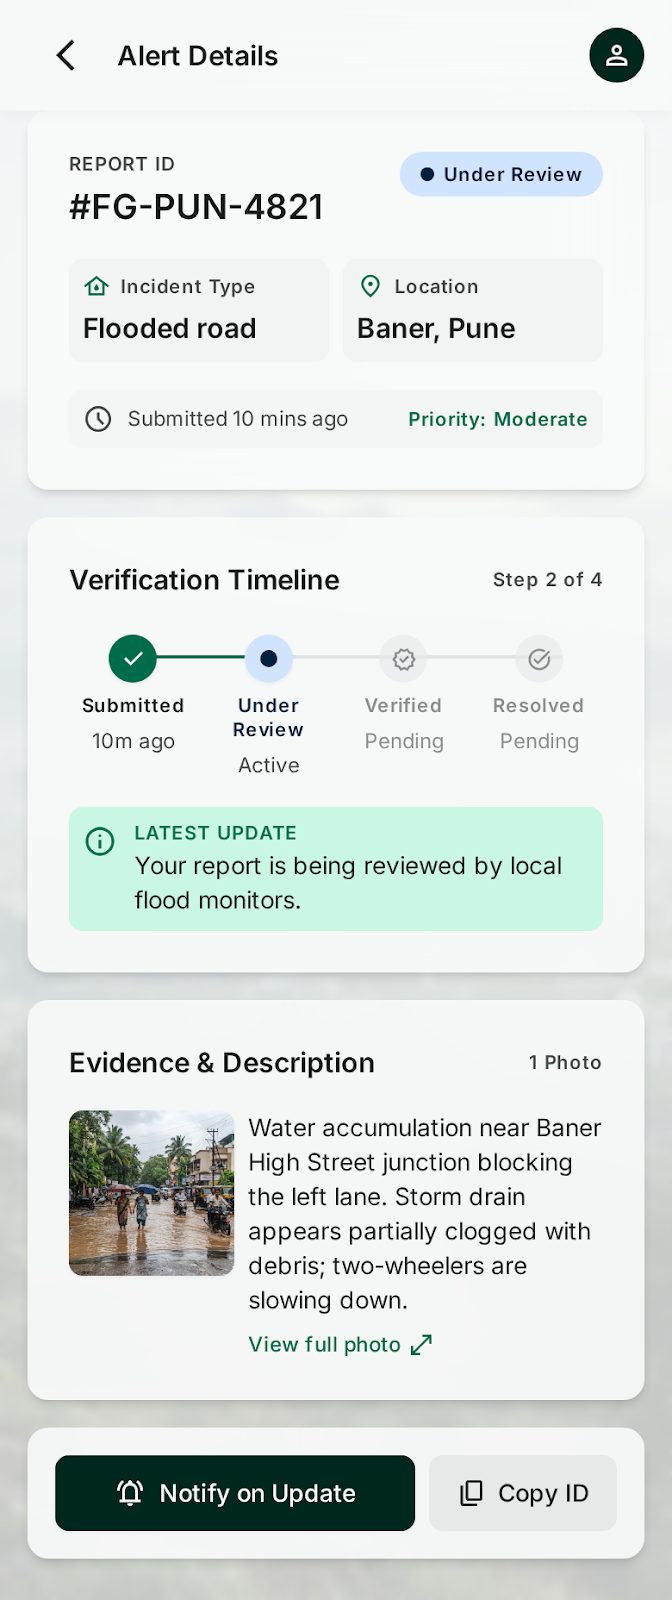 Alert Details
REPORT ID
#FG-PUN-4821
Under Review
Incident Type
Flooded road
Location
Baner, Pune
Submitted 10 mins ago
Priority: Moderate
Verification Timeline
Step 2 of 4
Submitted
10m ago
Under
Review
Active
Verified
Pending
Resolved
Pending
LATEST UPDATE
Your report is being reviewed by local
flood monitors.
Evidence & Description
1 Photo
Water accumulation near Baner
High Street junction blocking
the left lane. Storm drain
appears partially clogged with
debris; two-wheelers are
slowing down.
View full photo
Notify on Update
Copy ID